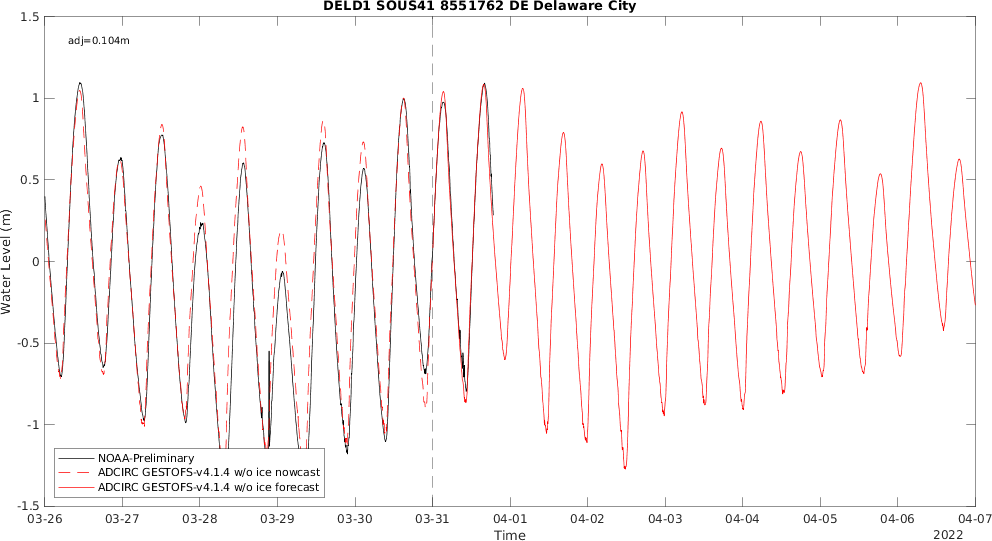 DELD1 SOUS41 8551762 DE Delaware City
adj=0.104m
1.5
1
0.5
0
-0.5
-1
-1.5
Water Level (m)
NOAA-Preliminary
ADCIRC GESTOFS-v4.1.4 w/o ice nowcast
ADCIRC GESTOFS-v4.1.4 w/o ice forecast
03-26 03-27 03-28 03-29 03-30 03-31 04-01 04-02 04-03 04-04 04-05 04-06 04-07
Time
2022